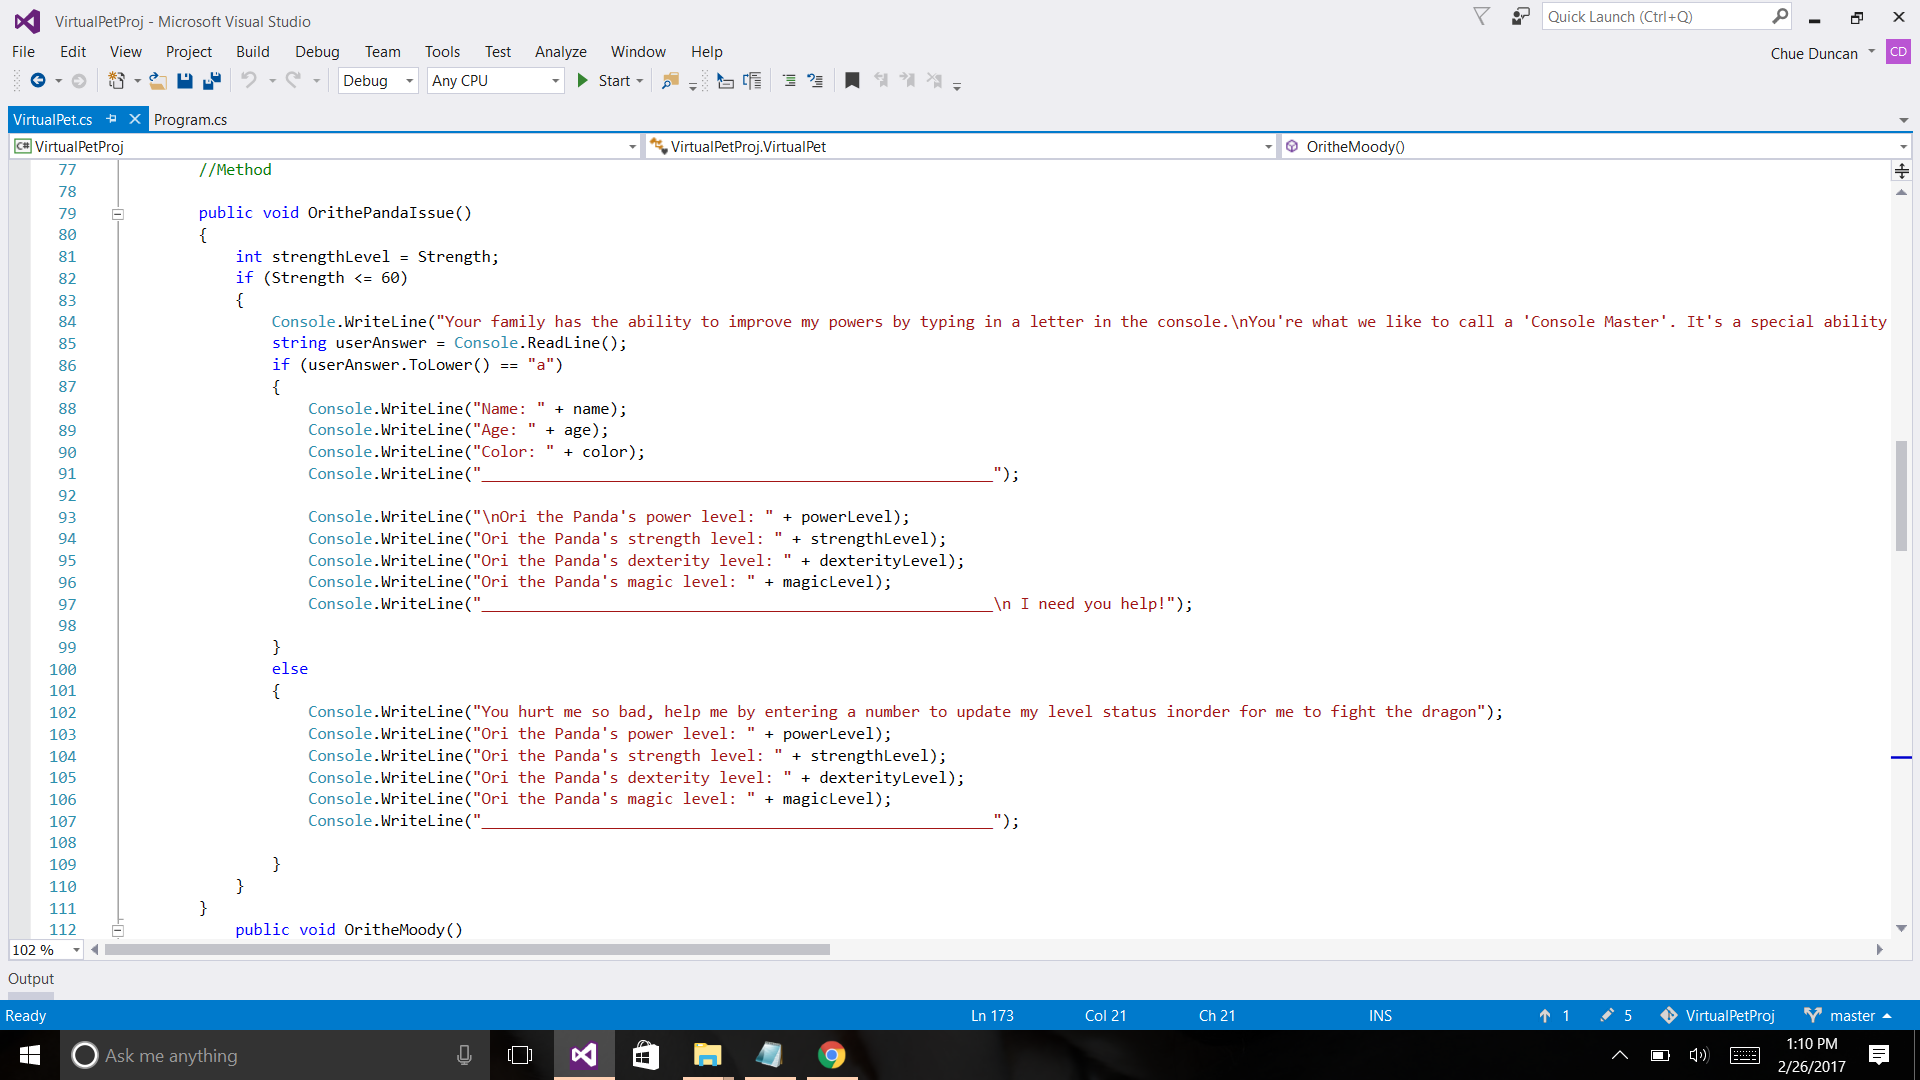 VirtualPetProj - Microsoft Visual Studio
Quick Launch (Ctrl+Q)
File Edit View Project Build Debug Team Tools Test Analyze Window Help
Chue Duncan CD
Debug Any CPU Start
VirtualPet.cs Program.cs
C# VirtualPetProj VirtualPetProj.VirtualPet OritheMoody()
77 //Method
78
79 public void OrithePandaIssue()
80 {
81 int strengthLevel = Strength;
82 if (Strength <= 60)
83 {
84 Console.WriteLine("Your family has the ability to improve my powers by typing in a letter in the console.\nYou're what we like to call a 'Console Master'. It's a special ability
85 string userAnswer = Console.ReadLine();
86 if (userAnswer.ToLower() == "a")
87 {
88 Console.WriteLine("Name: " + name);
89 Console.WriteLine("Age: " + age);
90 Console.WriteLine("Color: " + color);
91 Console.WriteLine("________________________________________________________");
92
93 Console.WriteLine("\nOri the Panda's power level: " + powerLevel);
94 Console.WriteLine("Ori the Panda's strength level: " + strengthLevel);
95 Console.WriteLine("Ori the Panda's dexterity level: " + dexterityLevel);
96 Console.WriteLine("Ori the Panda's magic level: " + magicLevel);
97 Console.WriteLine("________________________________________________________\n I need you help!");
98
99 }
100 else
101 {
102 Console.WriteLine("You hurt me so bad, help me by entering a number to update my level status inorder for me to fight the dragon");
103 Console.WriteLine("Ori the Panda's power level: " + powerLevel);
104 Console.WriteLine("Ori the Panda's strength level: " + strengthLevel);
105 Console.WriteLine("Ori the Panda's dexterity level: " + dexterityLevel);
106 Console.WriteLine("Ori the Panda's magic level: " + magicLevel);
107 Console.WriteLine("________________________________________________________");
108
109 }
110 }
111 }
112 public void OritheMoody()
102 %
Output
Ready Ln 173 Col 21 Ch 21 INS 1 5 VirtualPetProj master
Ask me anything
1:10 PM
2/26/2017